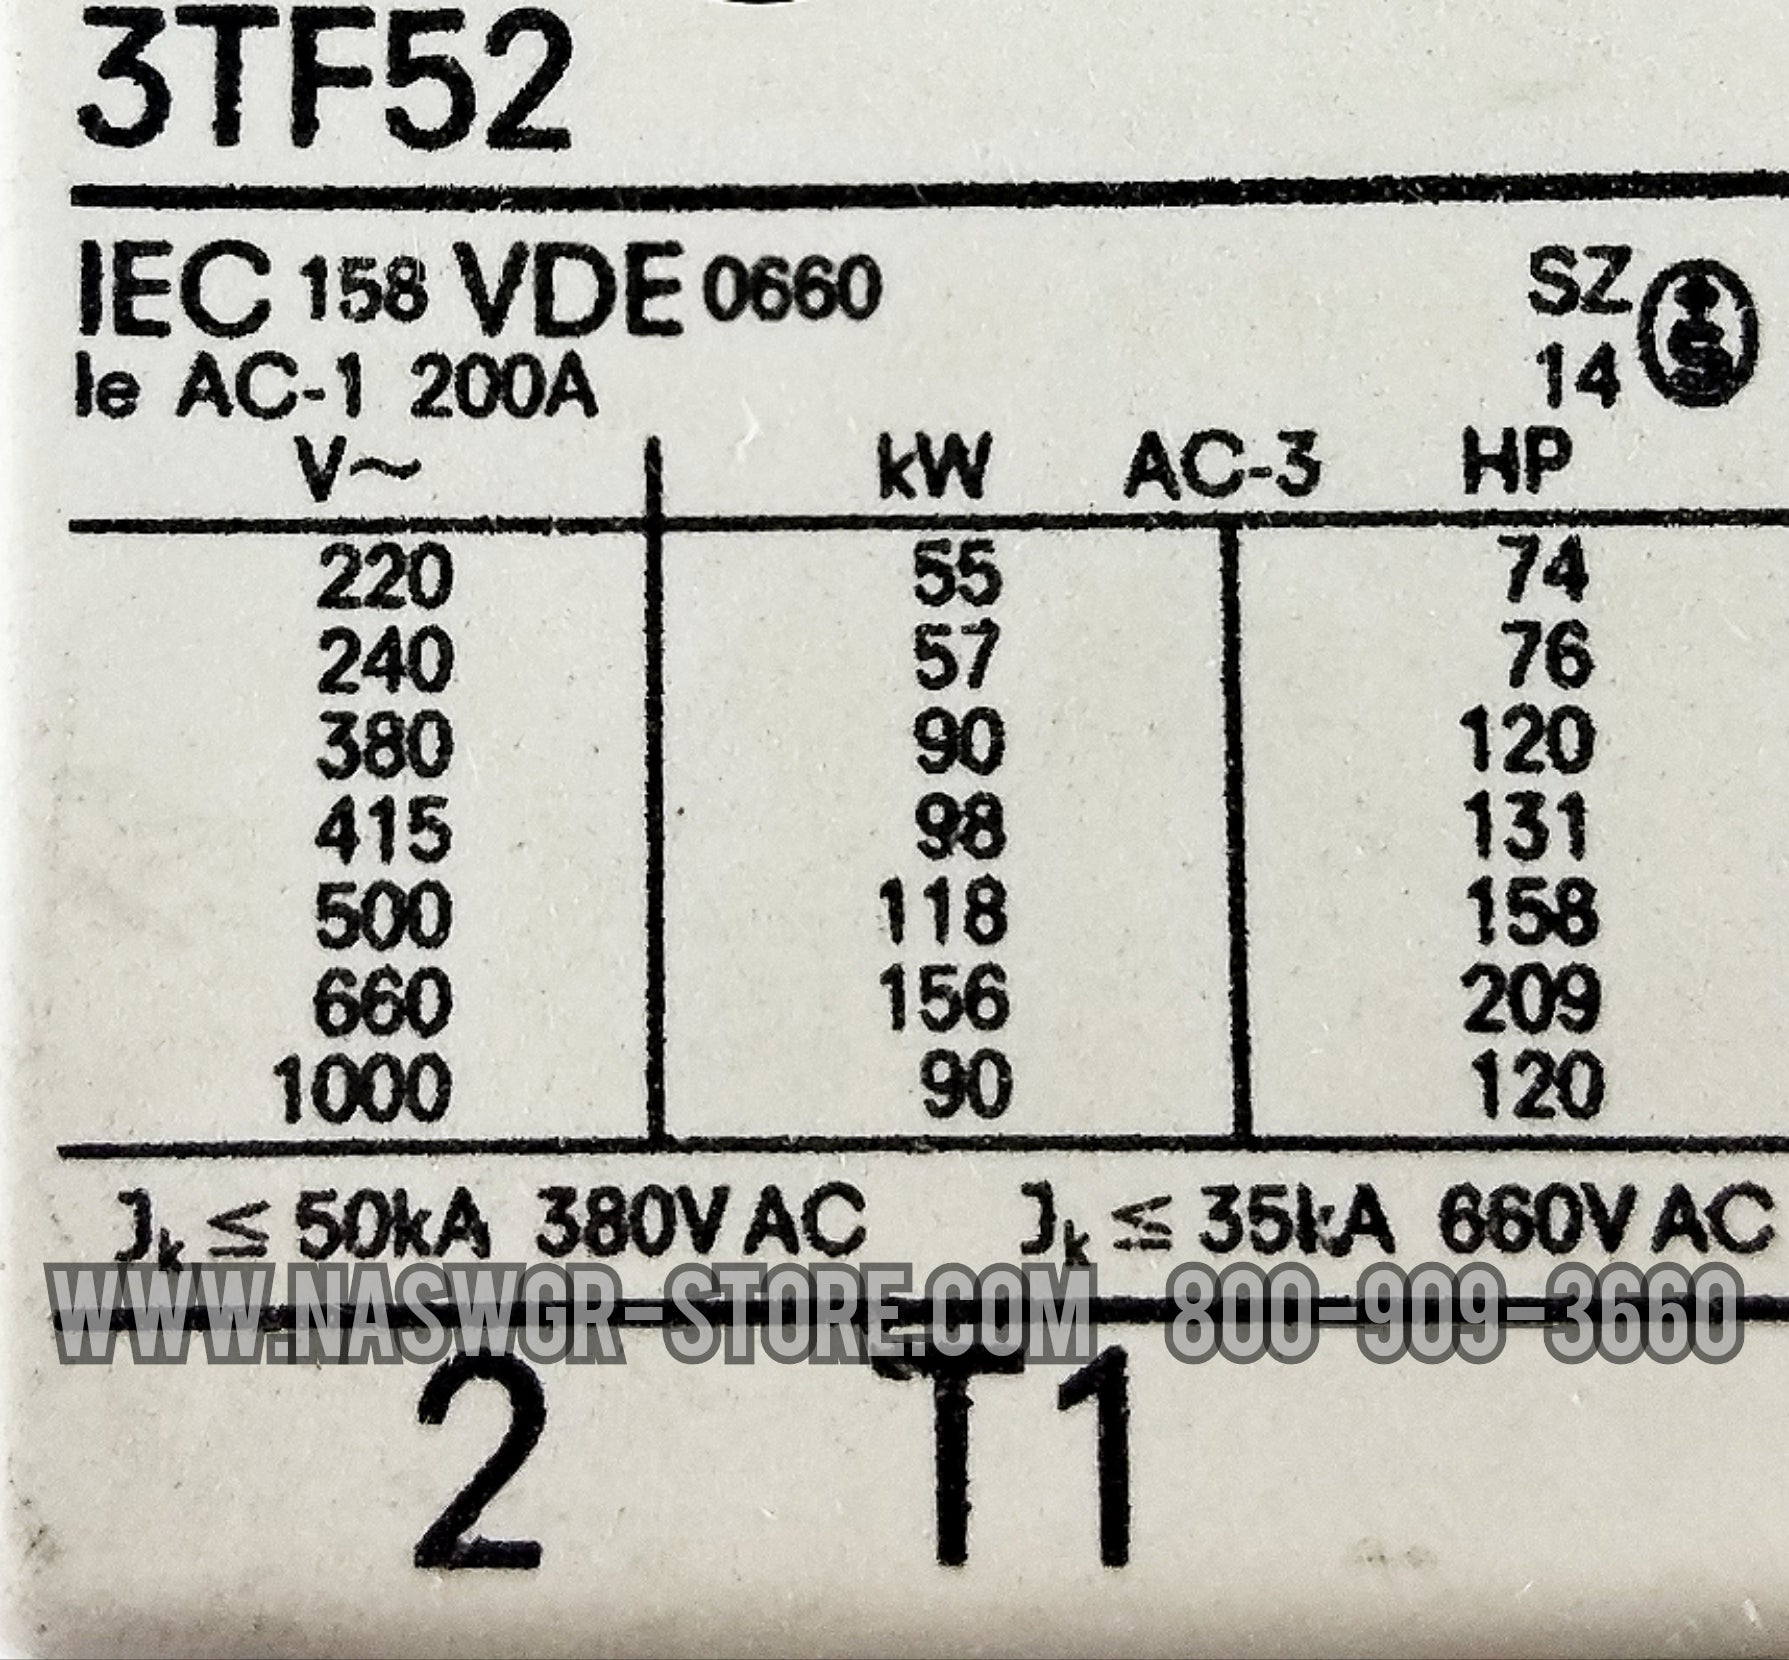 3TF52
IEC 158 VDE 0660
SZ
14
Ie AC-1 200A
V~ kW AC-3 HP
220 55 74
240 57 76
380 90 120
415 98 131
500 118 158
660 156 209
1000 90 120
Jk ≤ 50kA 380V AC Jk ≤ 35kA 660V AC
WWW.NASWGR-STORE.COM 800-909-3660
2 T1